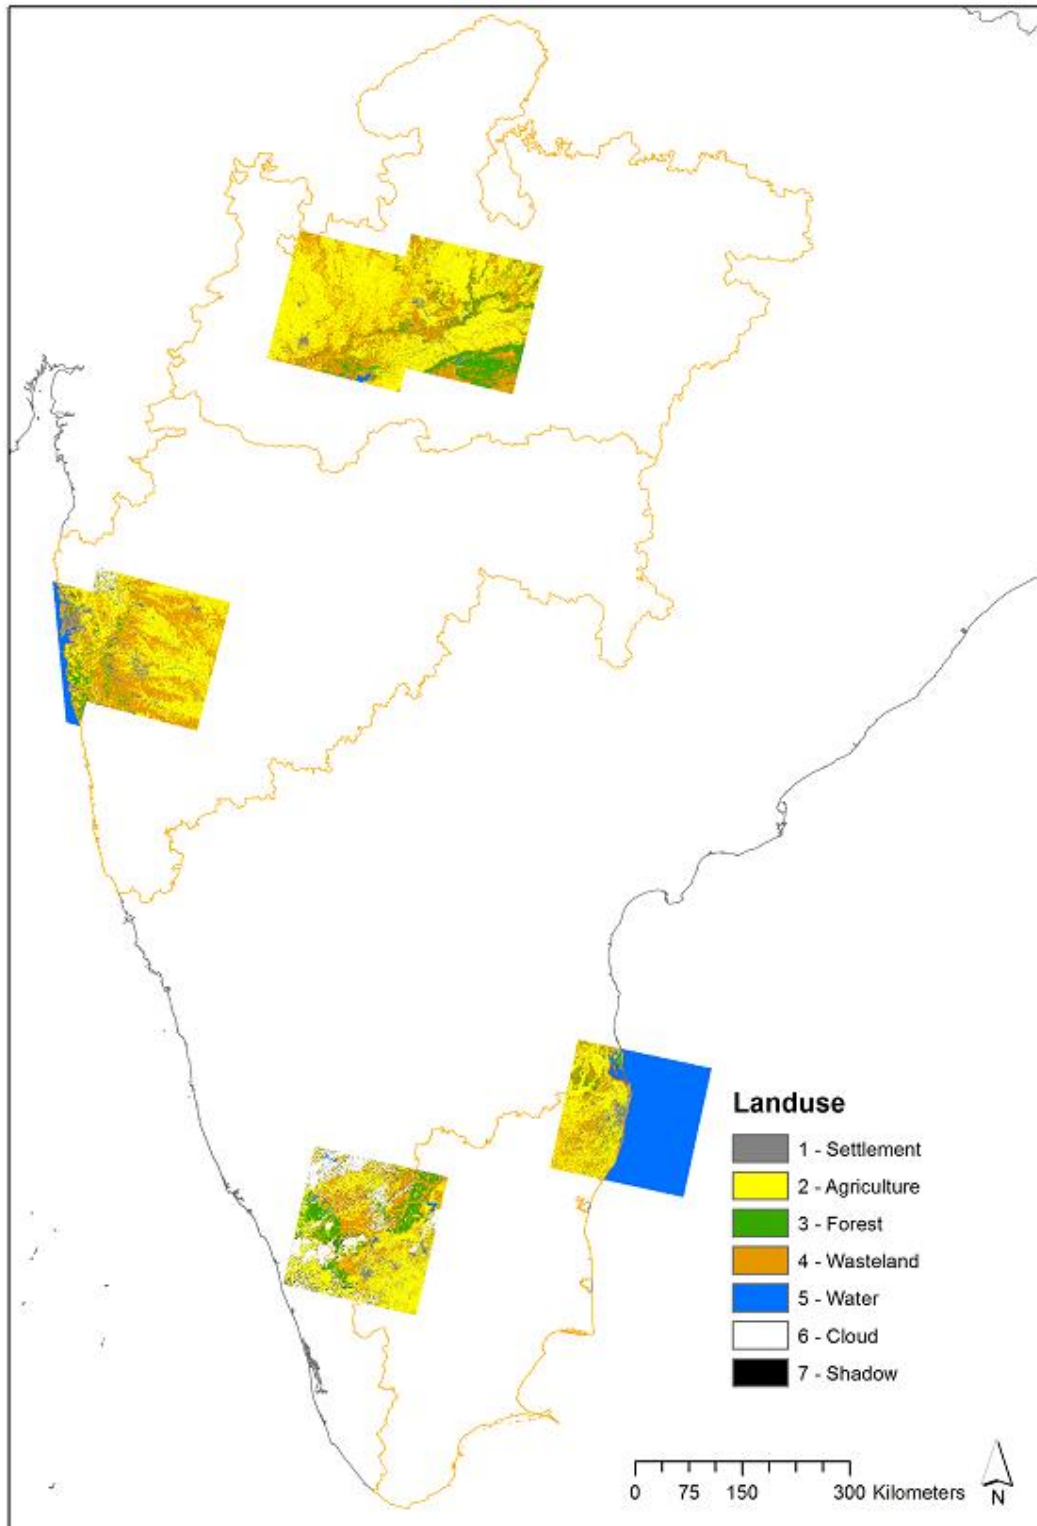 Landuse
1 - Settlement
2 - Agriculture
3 - Forest
4 - Wasteland
5 - Water
6 - Cloud
7 - Shadow
0 75 150 300 Kilometers
N